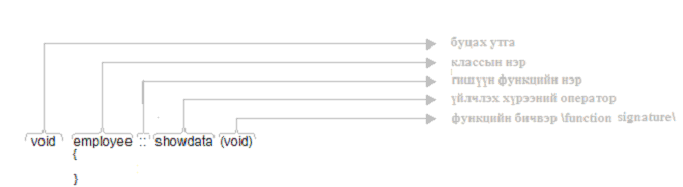 буцах утга
классын нэр
гишүүн функцийн нэр
үйлчлэх хүрээний оператор
функцийн бичвэр \function signature\
void employee :: showdata (void)
{
}